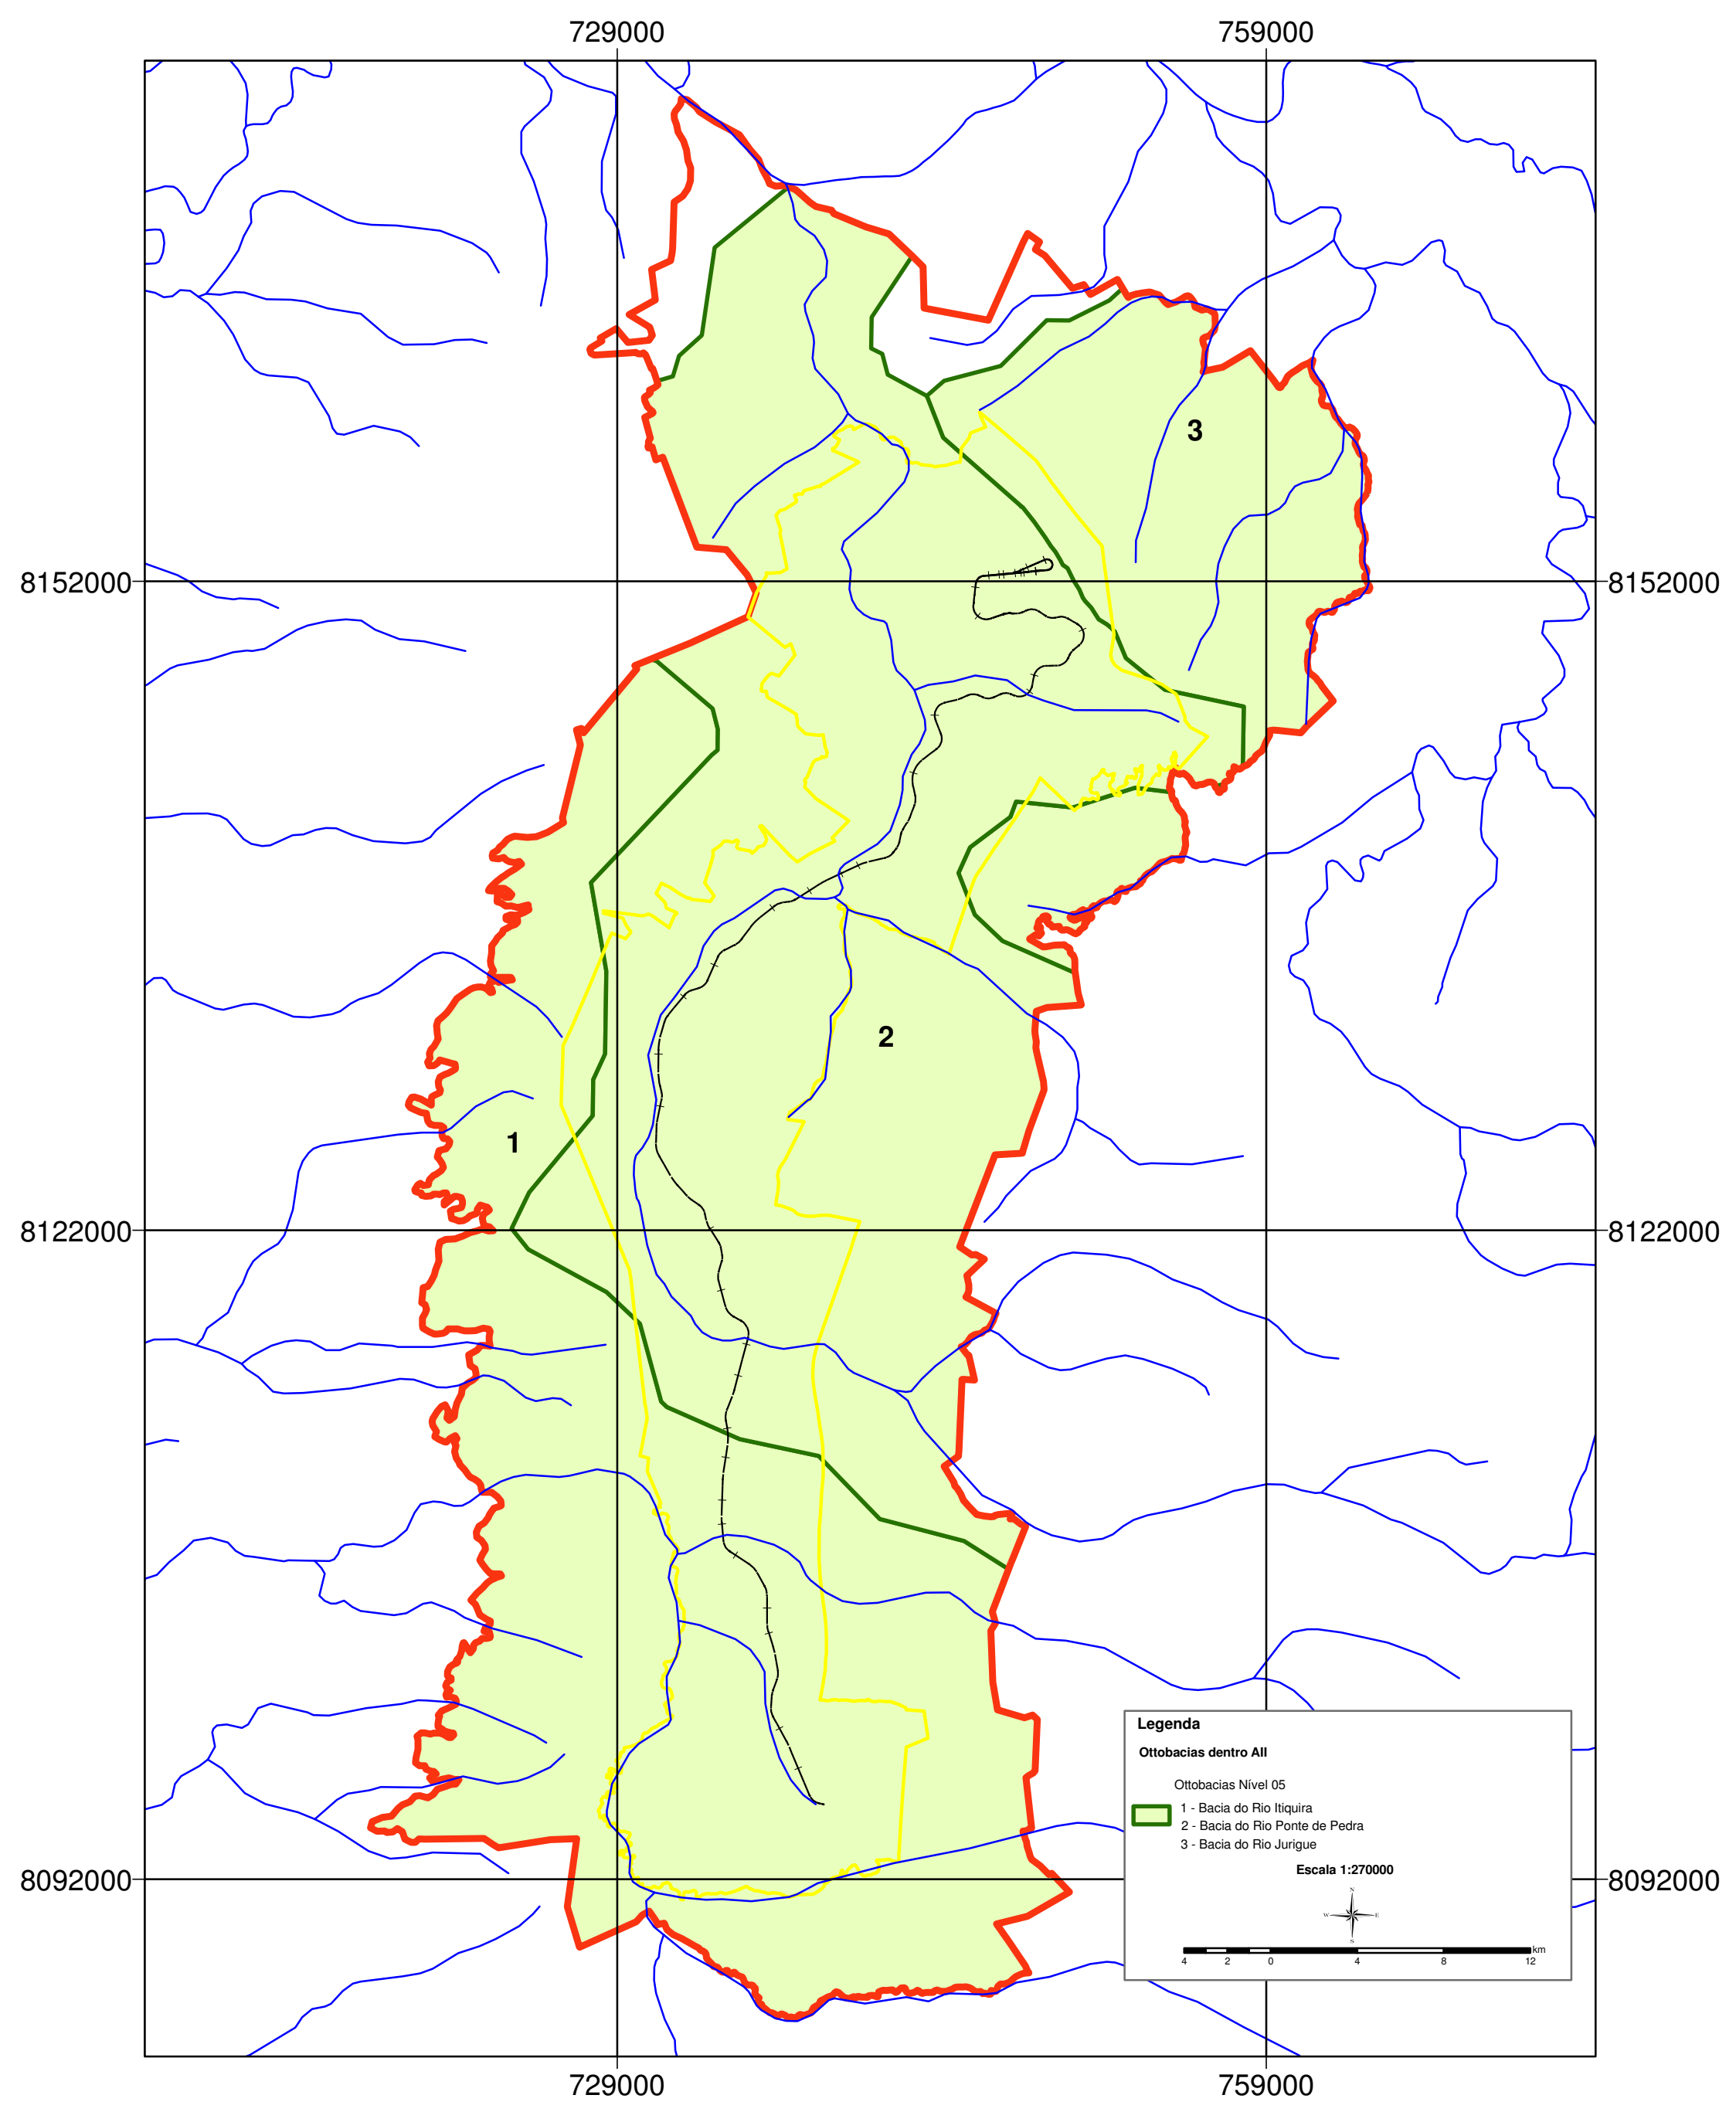 729000 759000
3
8152000 8152000
2
1
8122000 8122000
Legenda
Ottobacias dentro AII
Ottobacias Nível 05
1 - Bacia do Rio Itiquira
2 - Bacia do Rio Ponte de Pedra
3 - Bacia do Rio Jurigue
Escala 1:270000
N
W E
S
km
4 2 0 4 8 12
8092000 8092000
729000 759000